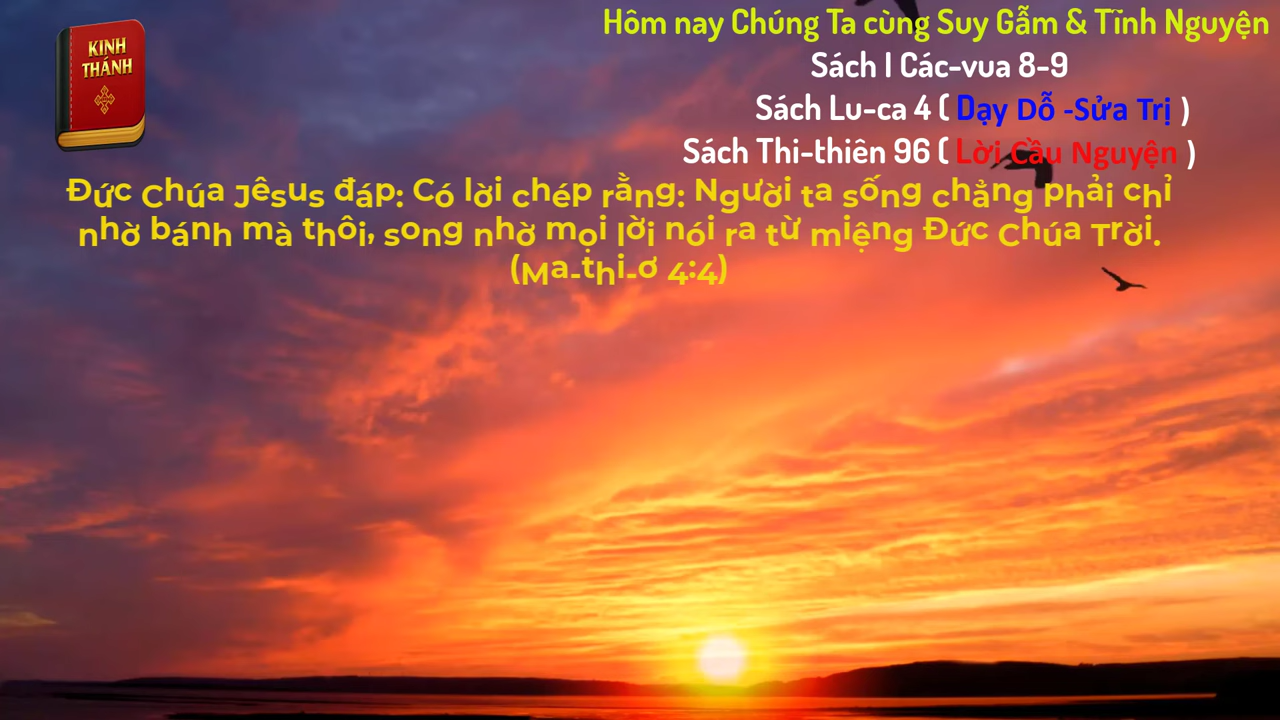 KINH
THÁNH
Hôm nay Chúng Ta cùng Suy Gẫm & Tĩnh Nguyện
Sách I Các-vua 8-9
Sách Lu-ca 4 ( Dạy Dỗ -Sửa Trị )
Sách Thi-thiên 96 ( Lời Cầu Nguyện )
Đức Chúa Jêsus đáp: Có lời chép rằng: Người ta sống chẳng phải chỉ
nhờ bánh mà thôi, song nhờ mọi lời nói ra từ miệng Đức Chúa Trời.
(Ma-thi-ơ 4:4)